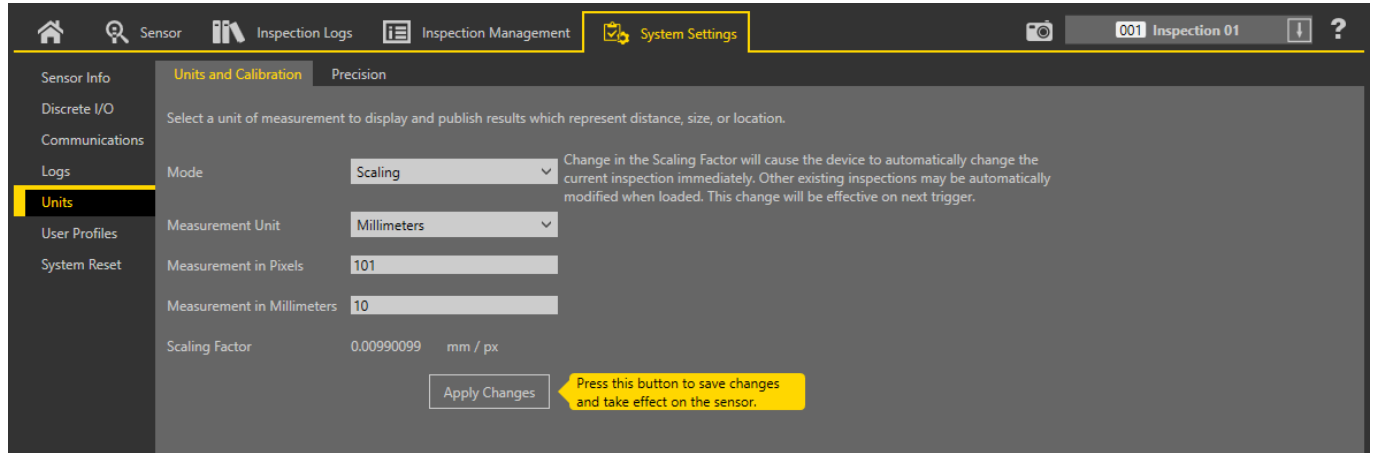 Sensor
Inspection Logs
Inspection Management
System Settings
001 Inspection 01
?
Sensor Info
Discrete I/O
Communications
Logs
Units
User Profiles
System Reset
Units and Calibration
Precision
Select a unit of measurement to display and publish results which represent distance, size, or location.
Mode
Scaling
Change in the Scaling Factor will cause the device to automatically change the
current inspection immediately. Other existing inspections may be automatically
modified when loaded. This change will be effective on next trigger.
Measurement Unit
Millimeters
Measurement in Pixels
101
Measurement in Millimeters
10
Scaling Factor
0.00990099 mm / px
Apply Changes
Press this button to save changes
and take effect on the sensor.